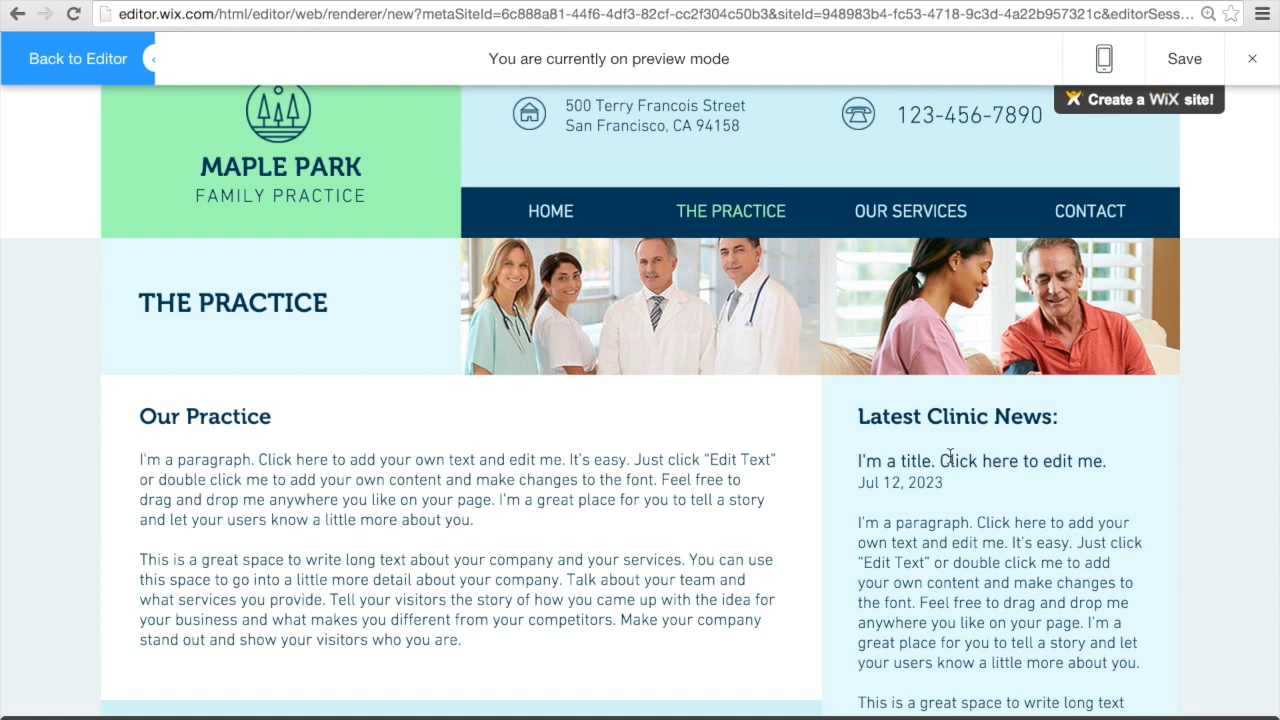 editor.wix.com/html/editor/web/renderer/new?metaSiteId=6c888a81-44f6-4df3-82cf-cc2f304c50b3&siteId=948983b4-fc53-4718-9c3d-4a22b957321c&editorSess...
Back to Editor
You are currently on preview mode
Save
Create a WiX site!
500 Terry Francois Street
San Francisco, CA 94158
123-456-7890
MAPLE PARK
FAMILY PRACTICE
HOME
THE PRACTICE
OUR SERVICES
CONTACT
THE PRACTICE
Our Practice
I'm a paragraph. Click here to add your own text and edit me. It's easy. Just click “Edit Text”
or double click me to add your own content and make changes to the font. Feel free to
drag and drop me anywhere you like on your page. I'm a great place for you to tell a story
and let your users know a little more about you.
This is a great space to write long text about your company and your services. You can use
this space to go into a little more detail about your company. Talk about your team and
what services you provide. Tell your visitors the story of how you came up with the idea for
your business and what makes you different from your competitors. Make your company
stand out and show your visitors who you are.
Latest Clinic News:
I'm a title. Click here to edit me.
Jul 12, 2023
I'm a paragraph. Click here to add your
own text and edit me. It's easy. Just click
“Edit Text” or double click me to add
your own content and make changes to
the font. Feel free to drag and drop me
anywhere you like on your page. I'm a
great place for you to tell a story and let
your users know a little more about you.
This is a great space to write long text